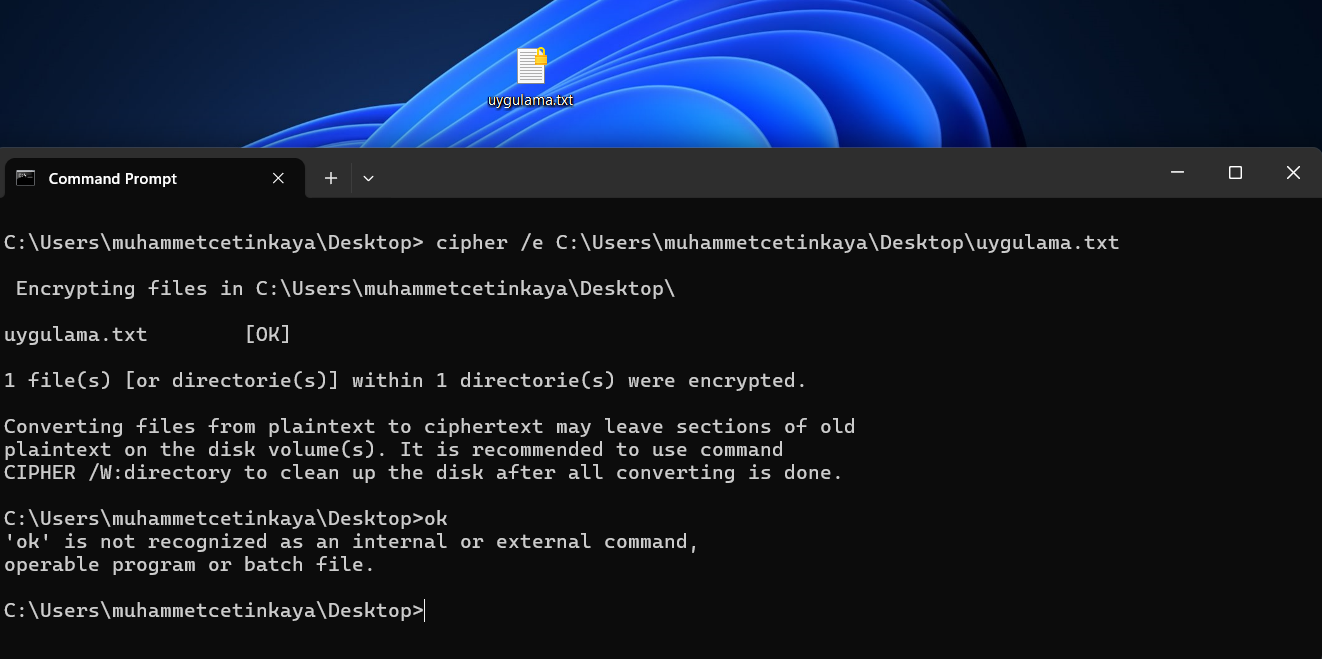 uygulama.txt
Command Prompt
C:\Users\muhammetcetinkaya\Desktop> cipher /e C:\Users\muhammetcetinkaya\Desktop\uygulama.txt
Encrypting files in C:\Users\muhammetcetinkaya\Desktop\
uygulama.txt [OK]
1 file(s) [or directorie(s)] within 1 directorie(s) were encrypted.
Converting files from plaintext to ciphertext may leave sections of old
plaintext on the disk volume(s). It is recommended to use command
CIPHER /W:directory to clean up the disk after all converting is done.
C:\Users\muhammetcetinkaya\Desktop>ok
'ok' is not recognized as an internal or external command,
operable program or batch file.
C:\Users\muhammetcetinkaya\Desktop>